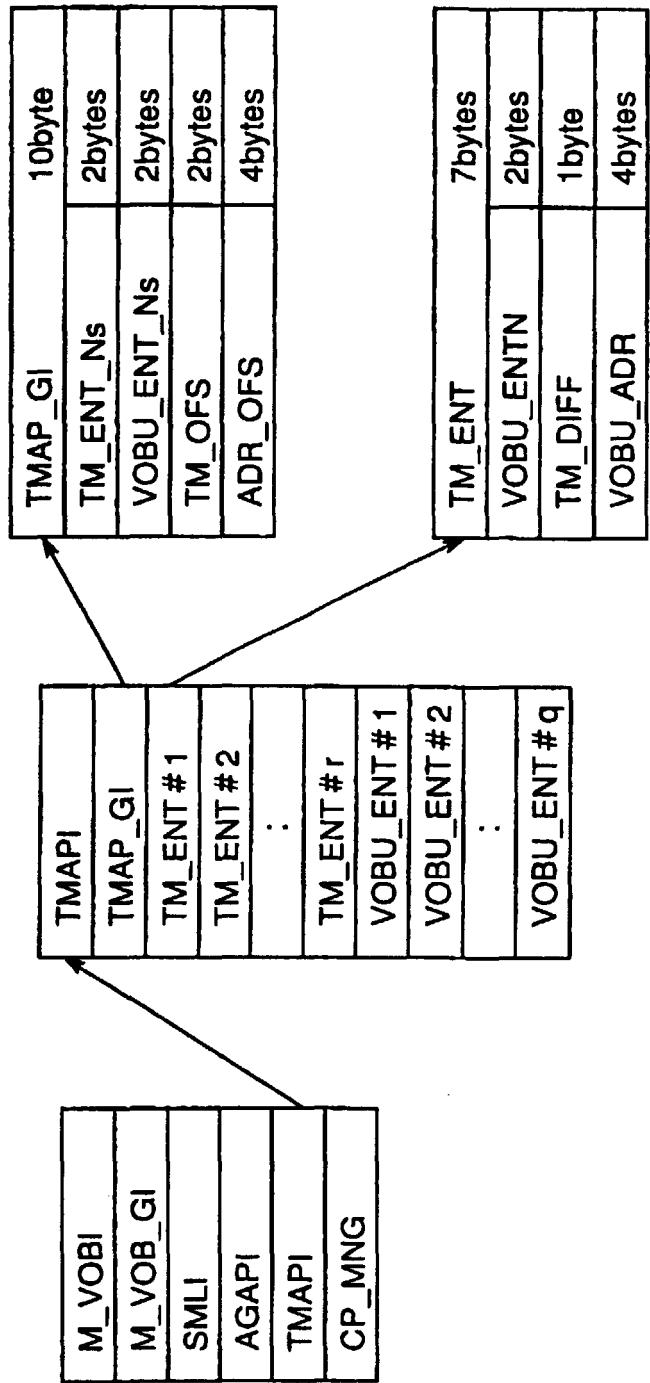 M_VOBI
M_VOB_GI
SMLI
AGAPI
TMAPI
CP_MNG
TMAPI
TMAP_GI
TM_ENT#1
TM_ENT#2
:
TM_ENT#r
VOBU_ENT#1
VOBU_ENT#2
:
VOBU_ENT#q
TMAP_GI 10byte
TM_ENT_Ns 2bytes
VOBU_ENT_Ns 2bytes
TM_OFS 2bytes
ADR_OFS 4bytes
TM_ENT 7bytes
VOBU_ENTN 2bytes
TM_DIFF 1byte
VOBU_ADR 4bytes